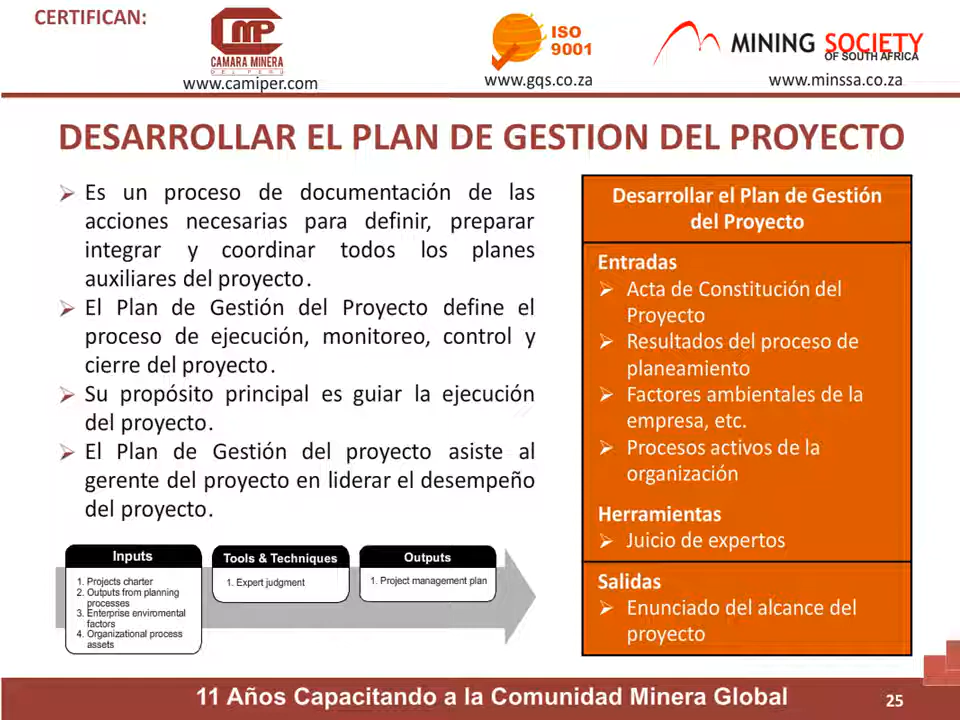 CERTIFICAN:
CMP
CAMARA MINERA
DEL PERU
www.camiper.com
ISO
9001
www.gqs.co.za
MINING SOCIETY
OF SOUTH AFRICA
www.minssa.co.za
DESARROLLAR EL PLAN DE GESTION DEL PROYECTO
Es un proceso de documentación de las
acciones necesarias para definir, preparar
integrar y coordinar todos los planes
auxiliares del proyecto.
El Plan de Gestión del Proyecto define el
proceso de ejecución, monitoreo, control y
cierre del proyecto.
Su propósito principal es guiar la ejecución
del proyecto.
El Plan de Gestión del proyecto asiste al
gerente del proyecto en liderar el desempeño
del proyecto.
Inputs
1. Projects charter
2. Outputs from planning
processes
3. Enterprise enviromental
factors
4. Organizational process
assets
Tools & Techniques
1. Expert judgment
Outputs
1. Project management plan
Desarrollar el Plan de Gestión
del Proyecto
Entradas
Acta de Constitución del
Proyecto
Resultados del proceso de
planeamiento
Factores ambientales de la
empresa, etc.
Procesos activos de la
organización
Herramientas
Juicio de expertos
Salidas
Enunciado del alcance del
proyecto
11 Años Capacitando a la Comunidad Minera Global
25